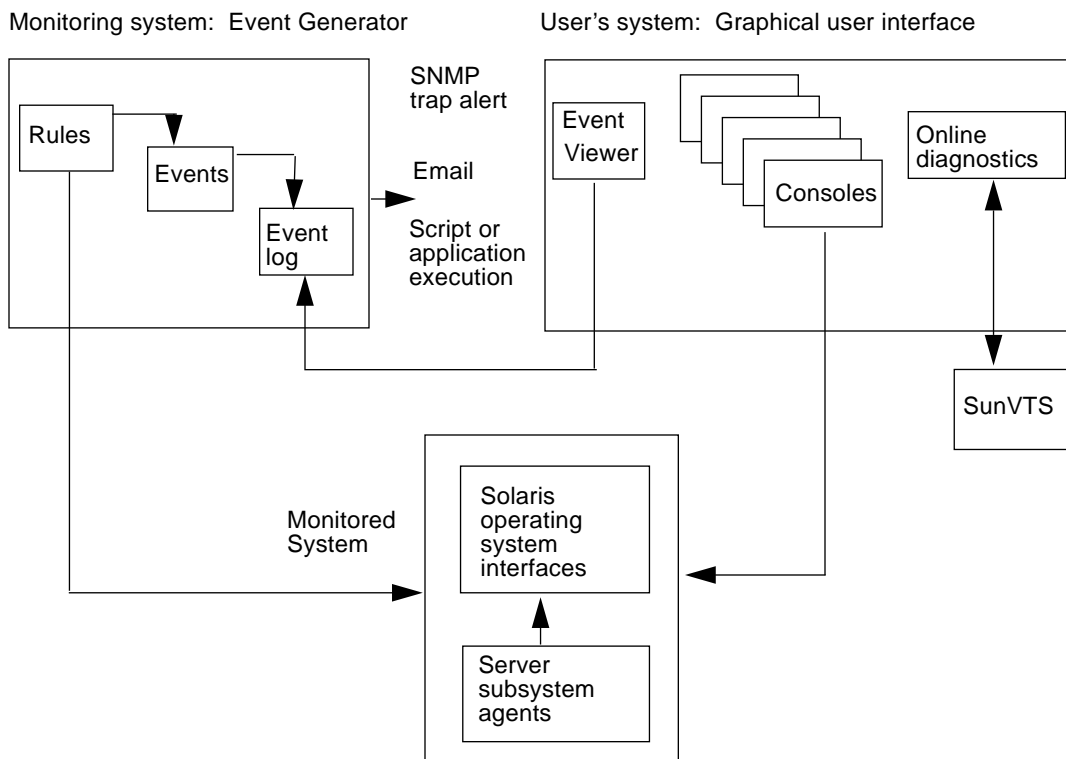 Monitoring system:  Event Generator
User’s system:  Graphical user interface
SNMP
trap alert
Email
Script or
application
execution
Rules
Events
Event
log
Event
Viewer
Consoles
Online
diagnostics
SunVTS
Monitored
System
Solaris
operating
system
interfaces
Server
subsystem
agents